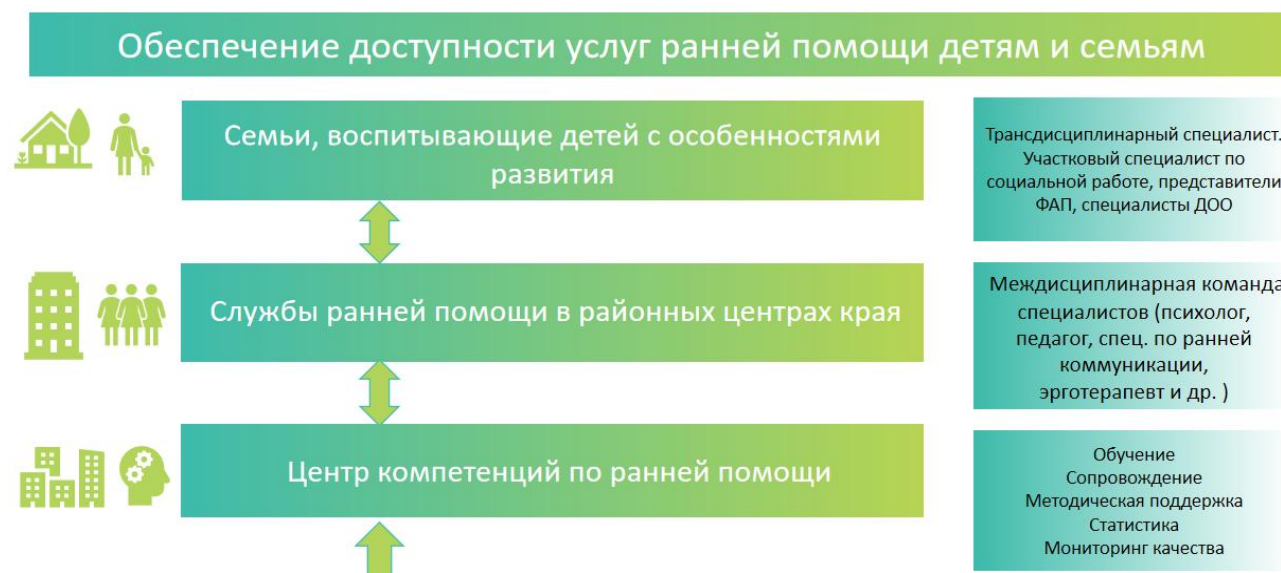 Обеспечение доступности услуг ранней помощи детям и семьям
Семьи, воспитывающие детей с особенностями
развития
Трансдисциплинарный специалист.
Участковый специалист по
социальной работе, представители
ФАП, специалисты ДОО
Службы ранней помощи в районных центрах края
Междисциплинарная команда
специалистов (психолог,
педагог, спец. по ранней
коммуникации,
эрготерапевт и др. )
Центр компетенций по ранней помощи
Обучение
Сопровождение
Методическая поддержка
Статистика
Мониторинг качества